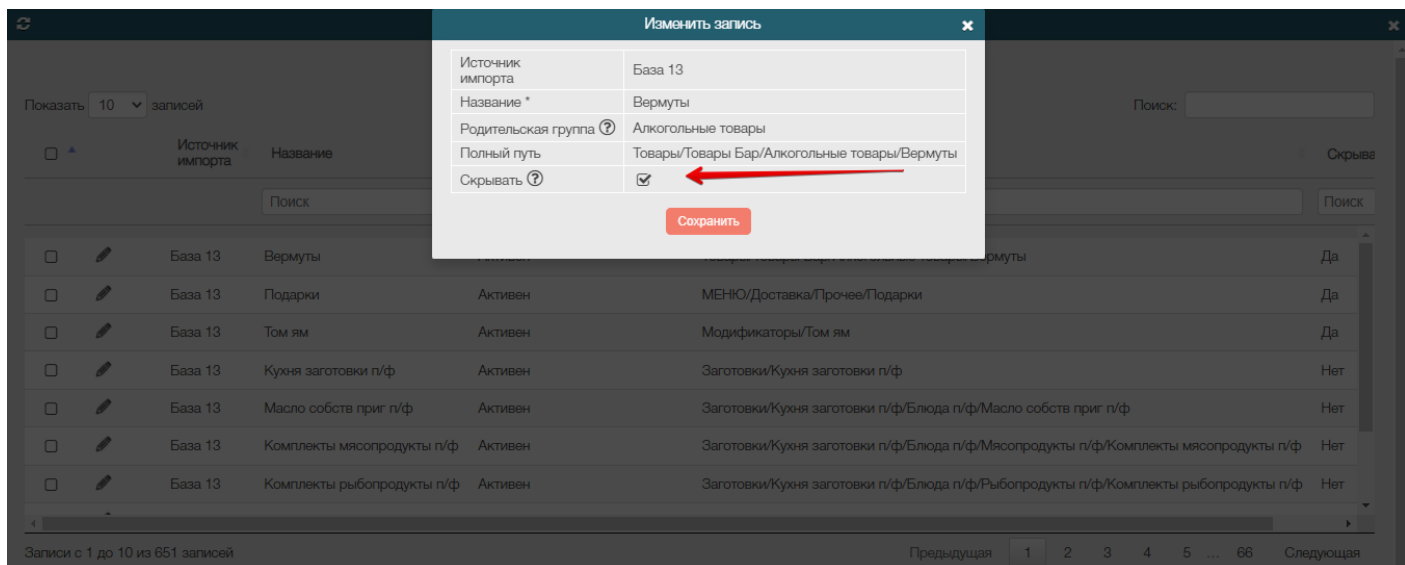 Изменить запись
Источник
импорта
База 13
Название *
Вермуты
Родительская группа ?
Алкогольные товары
Полный путь
Товары/Товары Бар/Алкогольные товары/Вермуты
Скрывать ?
Сохранить
Показать 10 записей
Поиск:
Источник
импорта
Название
Скрыва
Поиск
Поиск
База 13 Вермуты Да
База 13 Подарки Активен МЕНЮ/Доставка/Прочее/Подарки Да
База 13 Том ям Активен Модификаторы/Том ям Да
База 13 Кухня заготовки п/ф Активен Заготовки/Кухня заготовки п/ф Нет
База 13 Масло собств приг п/ф Активен Заготовки/Кухня заготовки п/ф/Блюда п/ф/Масло собств приг п/ф Нет
База 13 Комплекты мясопродукты п/ф Активен Заготовки/Кухня заготовки п/ф/Блюда п/ф/Мясопродукты п/ф/Комплекты мясопродукты п/ф Нет
База 13 Комплекты рыбопродукты п/ф Активен Заготовки/Кухня заготовки п/ф/Блюда п/ф/Рыбопродукты п/ф/Комплекты рыбопродукты п/ф Нет
Записи с 1 до 10 из 651 записей
Предыдущая 1 2 3 4 5 ... 66 Следующая